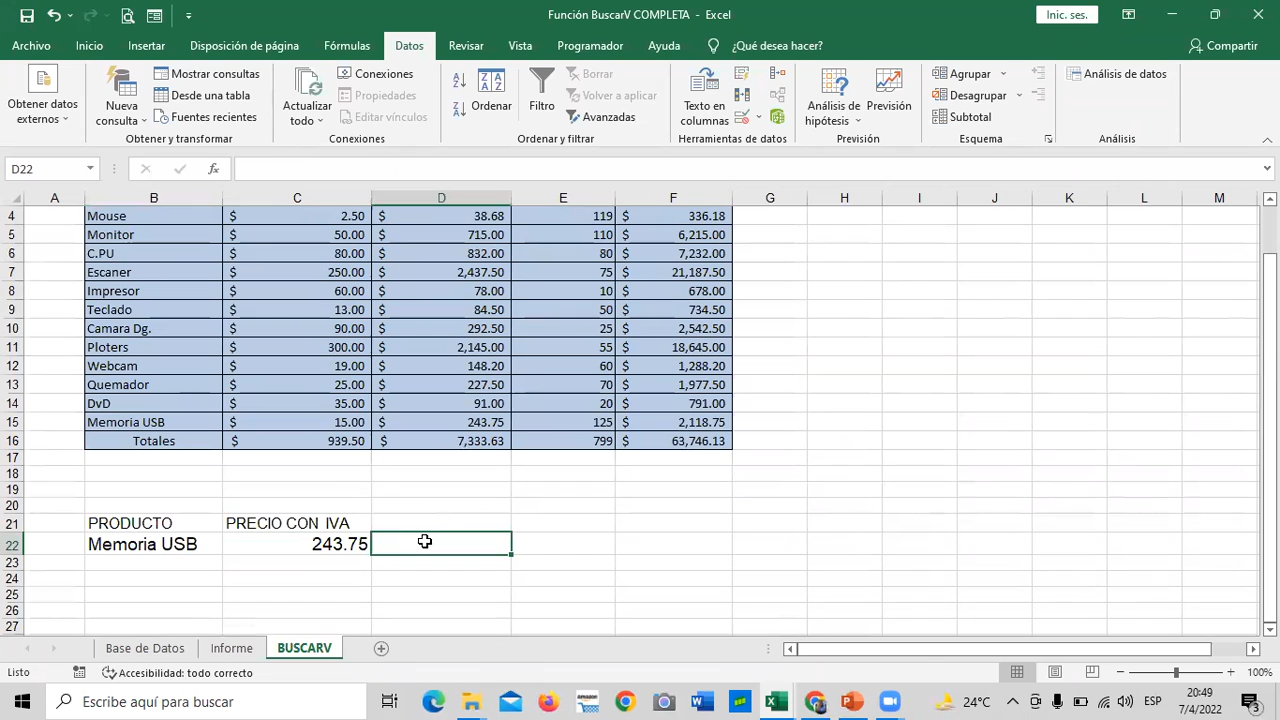 Función BuscarV COMPLETA - Excel
Inic. ses.
Archivo Inicio Insertar Disposición de página Fórmulas Datos Revisar Vista Programador Ayuda ¿Qué desea hacer? Compartir
Obtener datos externos
Nueva consulta
Mostrar consultas
Desde una tabla
Fuentes recientes
Obtener y transformar
Actualizar todo
Conexiones
Propiedades
Editar vínculos
Conexiones
Ordenar
Filtro
Borrar
Volver a aplicar
Avanzadas
Ordenar y filtrar
Texto en columnas
Herramientas de datos
Análisis de hipótesis
Previsión
Previsión
Agrupar
Desagrupar
Subtotal
Esquema
Análisis de datos
Análisis
D22 fx
A B C D E F G H I J K L M
4 Mouse $ 2.50 $ 38.68 119 $ 336.18
5 Monitor $ 50.00 $ 715.00 110 $ 6,215.00
6 C.PU $ 80.00 $ 832.00 80 $ 7,232.00
7 Escaner $ 250.00 $ 2,437.50 75 $ 21,187.50
8 Impresor $ 60.00 $ 78.00 10 $ 678.00
9 Teclado $ 13.00 $ 84.50 50 $ 734.50
10 Camara Dg. $ 90.00 $ 292.50 25 $ 2,542.50
11 Ploters $ 300.00 $ 2,145.00 55 $ 18,645.00
12 Webcam $ 19.00 $ 148.20 60 $ 1,288.20
13 Quemador $ 25.00 $ 227.50 70 $ 1,977.50
14 DvD $ 35.00 $ 91.00 20 $ 791.00
15 Memoria USB $ 15.00 $ 243.75 125 $ 2,118.75
16 Totales $ 939.50 $ 7,333.63 799 $ 63,746.13
17
18
19
20
21 PRODUCTO PRECIO CON IVA
22 Memoria USB 243.75
23
24
25
26
27
Base de Datos Informe BUSCARV
Listo Accesibilidad: todo correcto 100%
Escribe aquí para buscar 24°C ESP 20:49
7/4/2022 3